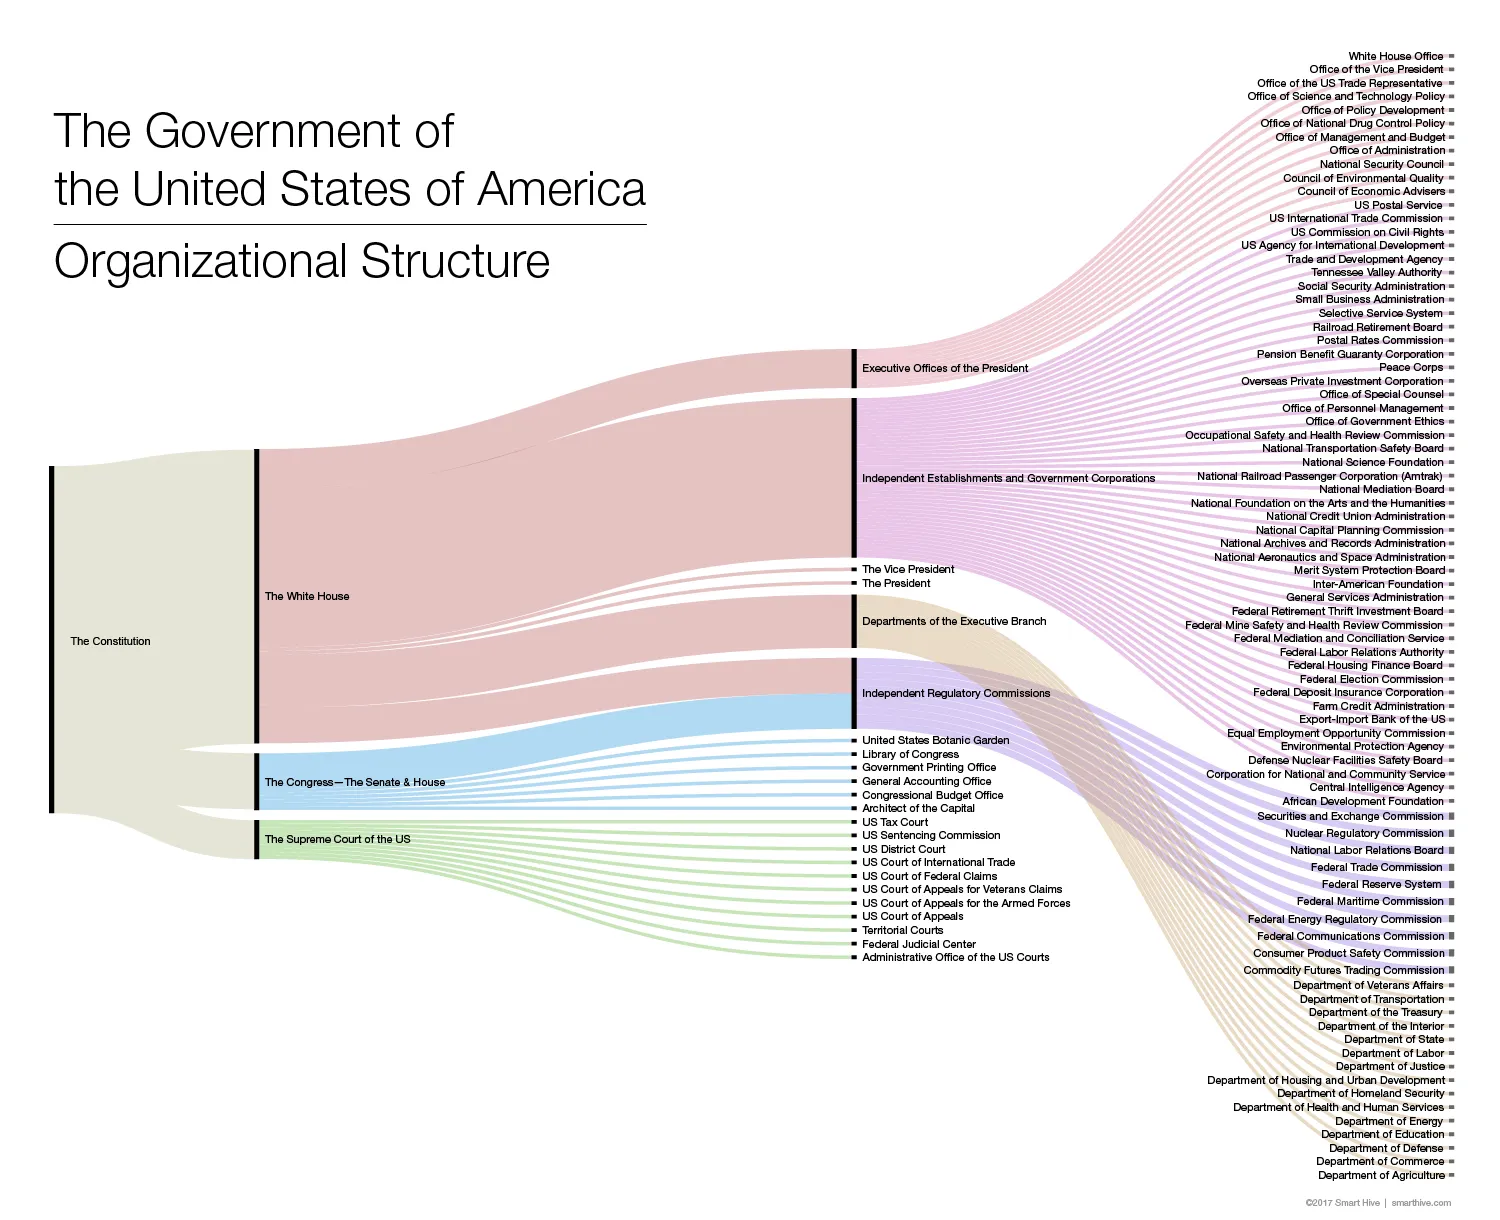 The Government of
the United States of America
Organizational Structure
The Constitution
The White House
The Congress—The Senate & House
The Supreme Court of the US
Executive Offices of the President
Independent Establishments and Government Corporations
The Vice President
The President
Departments of the Executive Branch
Independent Regulatory Commissions
United States Botanic Garden
Library of Congress
Government Printing Office
General Accounting Office
Congressional Budget Office
Architect of the Capital
US Tax Court
US Sentencing Commission
US District Court
US Court of International Trade
US Court of Federal Claims
US Court of Appeals for Veterans Claims
US Court of Appeals for the Armed Forces
US Court of Appeals
Territorial Courts
Federal Judicial Center
Administrative Office of the US Courts
White House Office
Office of the Vice President
Office of the US Trade Representative
Office of Science and Technology Policy
Office of Policy Development
Office of National Drug Control Policy
Office of Management and Budget
Office of Administration
National Security Council
Council of Environmental Quality
Council of Economic Advisers
US Postal Service
US International Trade Commission
US Commission on Civil Rights
US Agency for International Development
Trade and Development Agency
Tennessee Valley Authority
Social Security Administration
Small Business Administration
Selective Service System
Railroad Retirement Board
Postal Rates Commission
Pension Benefit Guaranty Corporation
Peace Corps
Overseas Private Investment Corporation
Office of Special Counsel
Office of Personnel Management
Office of Government Ethics
Occupational Safety and Health Review Commission
National Transportation Safety Board
National Science Foundation
National Railroad Passenger Corporation (Amtrak)
National Mediation Board
National Foundation on the Arts and the Humanities
National Credit Union Administration
National Capital Planning Commission
National Archives and Records Administration
National Aeronautics and Space Administration
Merit System Protection Board
Inter-American Foundation
General Services Administration
Federal Retirement Thrift Investment Board
Federal Mine Safety and Health Review Commission
Federal Mediation and Conciliation Service
Federal Labor Relations Authority
Federal Housing Finance Board
Federal Election Commission
Federal Deposit Insurance Corporation
Farm Credit Administration
Export-Import Bank of the US
Equal Employment Opportunity Commission
Environmental Protection Agency
Defense Nuclear Facilities Safety Board
Corporation for National and Community Service
Central Intelligence Agency
African Development Foundation
Securities and Exchange Commission
Nuclear Regulatory Commission
National Labor Relations Board
Federal Trade Commission
Federal Reserve System
Federal Maritime Commission
Federal Energy Regulatory Commission
Federal Communications Commission
Consumer Product Safety Commission
Commodity Futures Trading Commission
Department of Veterans Affairs
Department of Transportation
Department of the Treasury
Department of the Interior
Department of State
Department of Labor
Department of Justice
Department of Housing and Urban Development
Department of Homeland Security
Department of Health and Human Services
Department of Energy
Department of Education
Department of Defense
Department of Commerce
Department of Agriculture
©2017 Smart Hive | smarthive.com